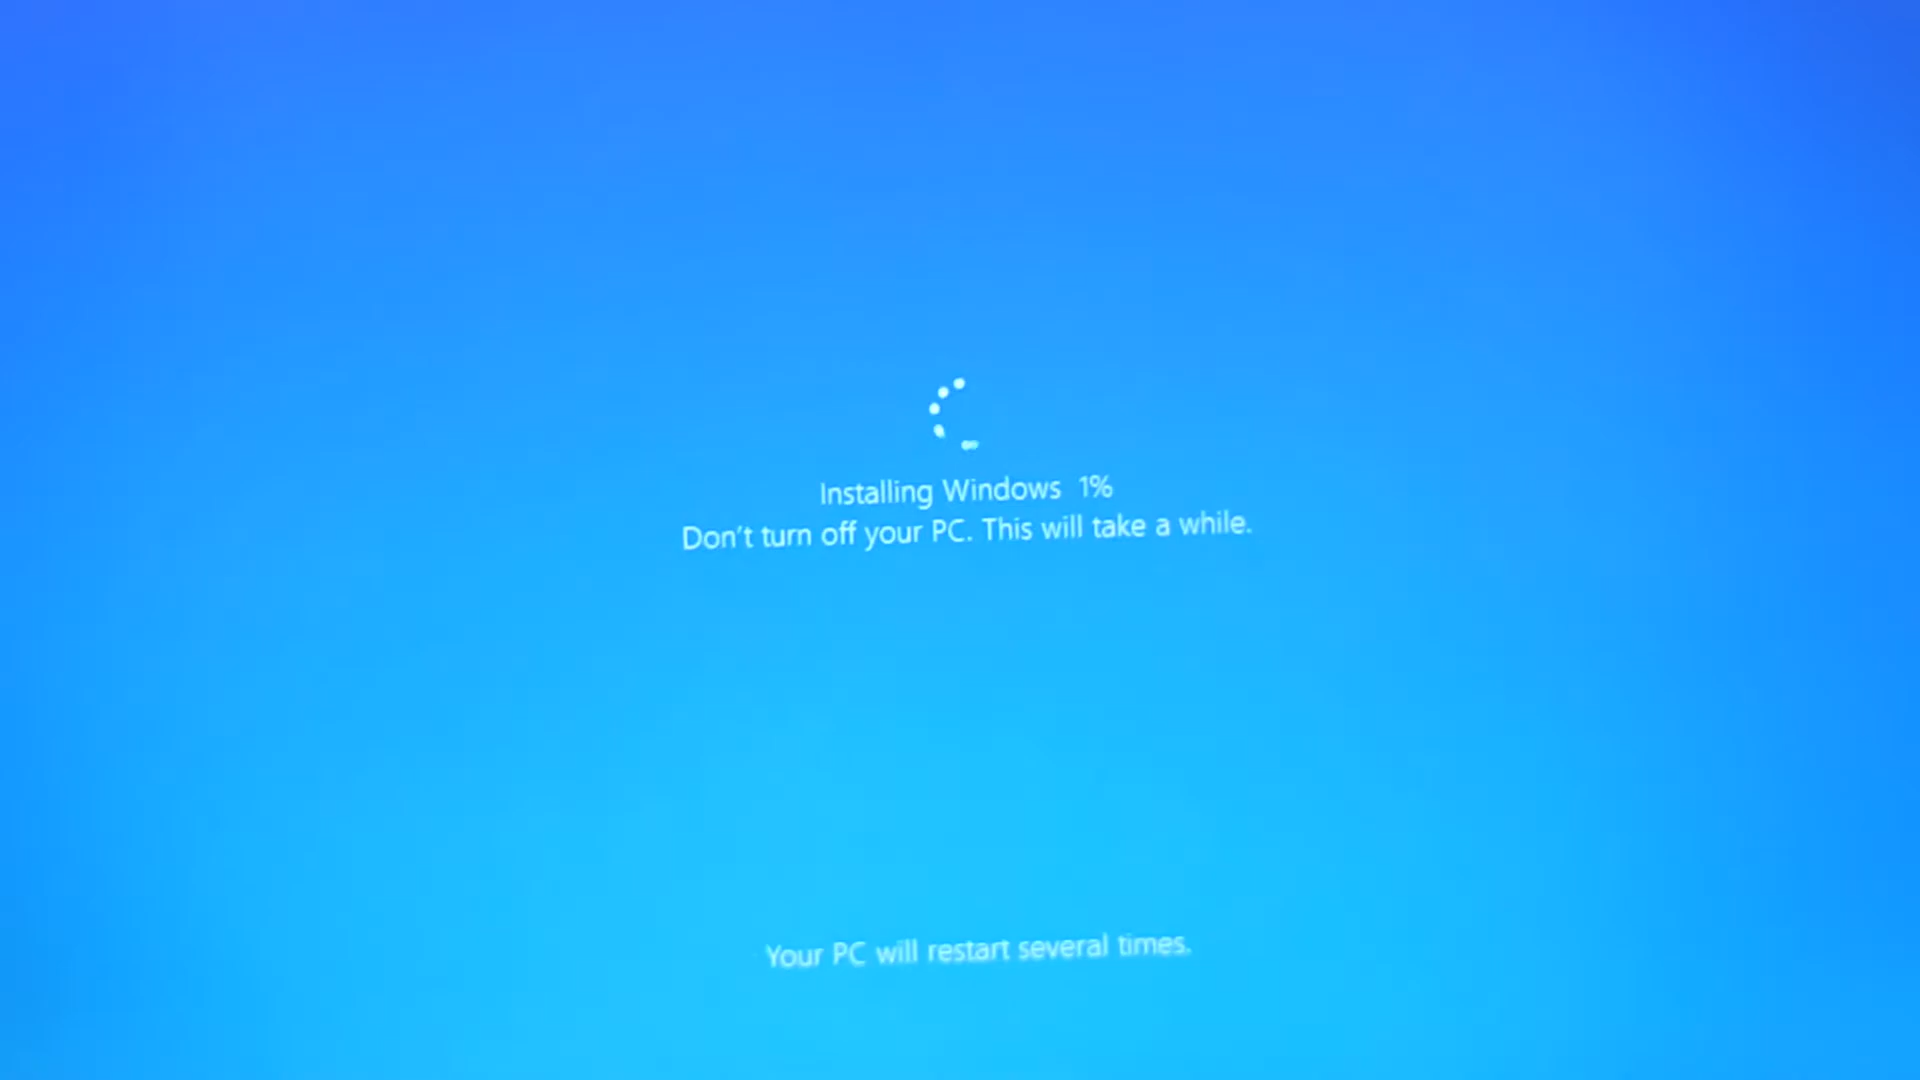 Installing Windows 1%
Don't turn off your PC. This will take a while.
Your PC will restart several times.